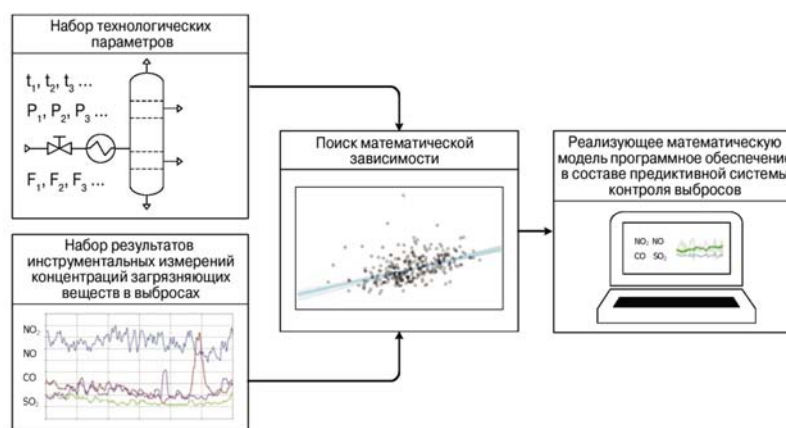 Набор технологических
параметров
t₁, t₂, t₃ ...
P₁, P₂, P₃ ...
F₁, F₂, F₃ ...
Набор результатов
инструментальных измерений
концентраций загрязняющих
веществ в выбросах
NO₂
NO
CO
SO₂
Поиск математической
зависимости
Реализующее математическую
модель программное обеспечение
в составе предиктивной системы
контроля выбросов
NO₂ NO
CO SO₂